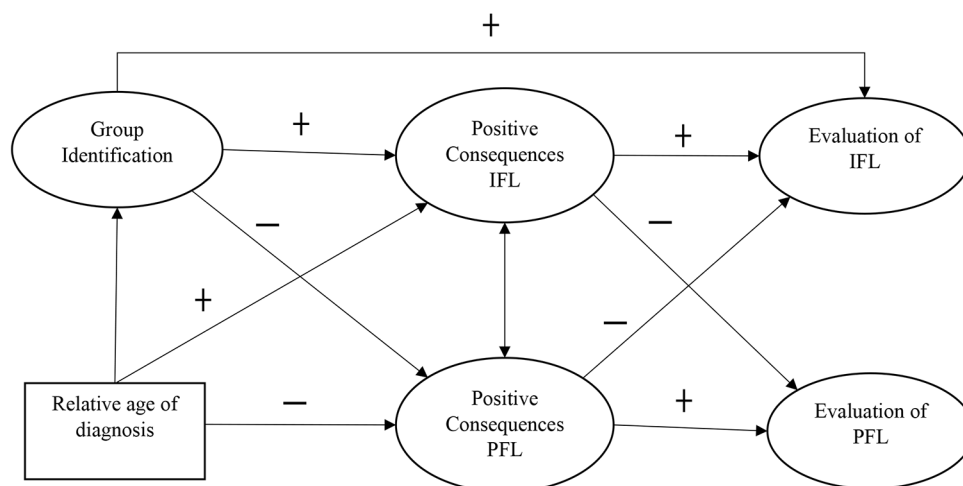 +
Group
Identification
+
Positive
Consequences
IFL
+
Evaluation of
IFL
−
−
+
−
Relative age of
diagnosis
−
Positive
Consequences
PFL
+
Evaluation of
PFL